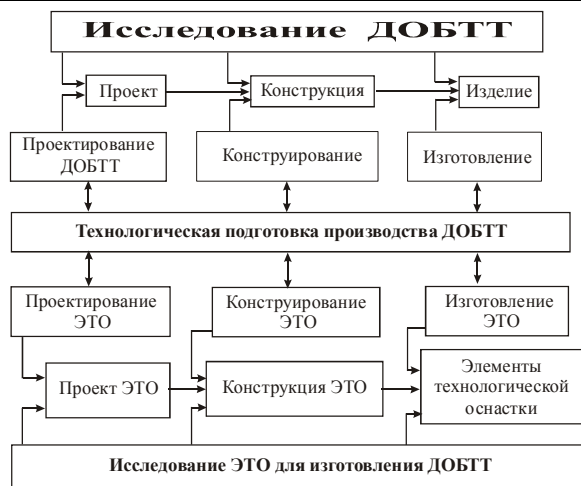 Исследование ДОБТТ
Проект
Конструкция
Изделие
Проектирование
ДОБТТ
Конструирование
Изготовление
Технологическая подготовка производства ДОБТТ
Проектирование
ЭТО
Конструирование
ЭТО
Изготовление
ЭТО
Проект ЭТО
Конструкция ЭТО
Элементы
технологической
оснастки
Исследование ЭТО для изготовления ДОБТТ